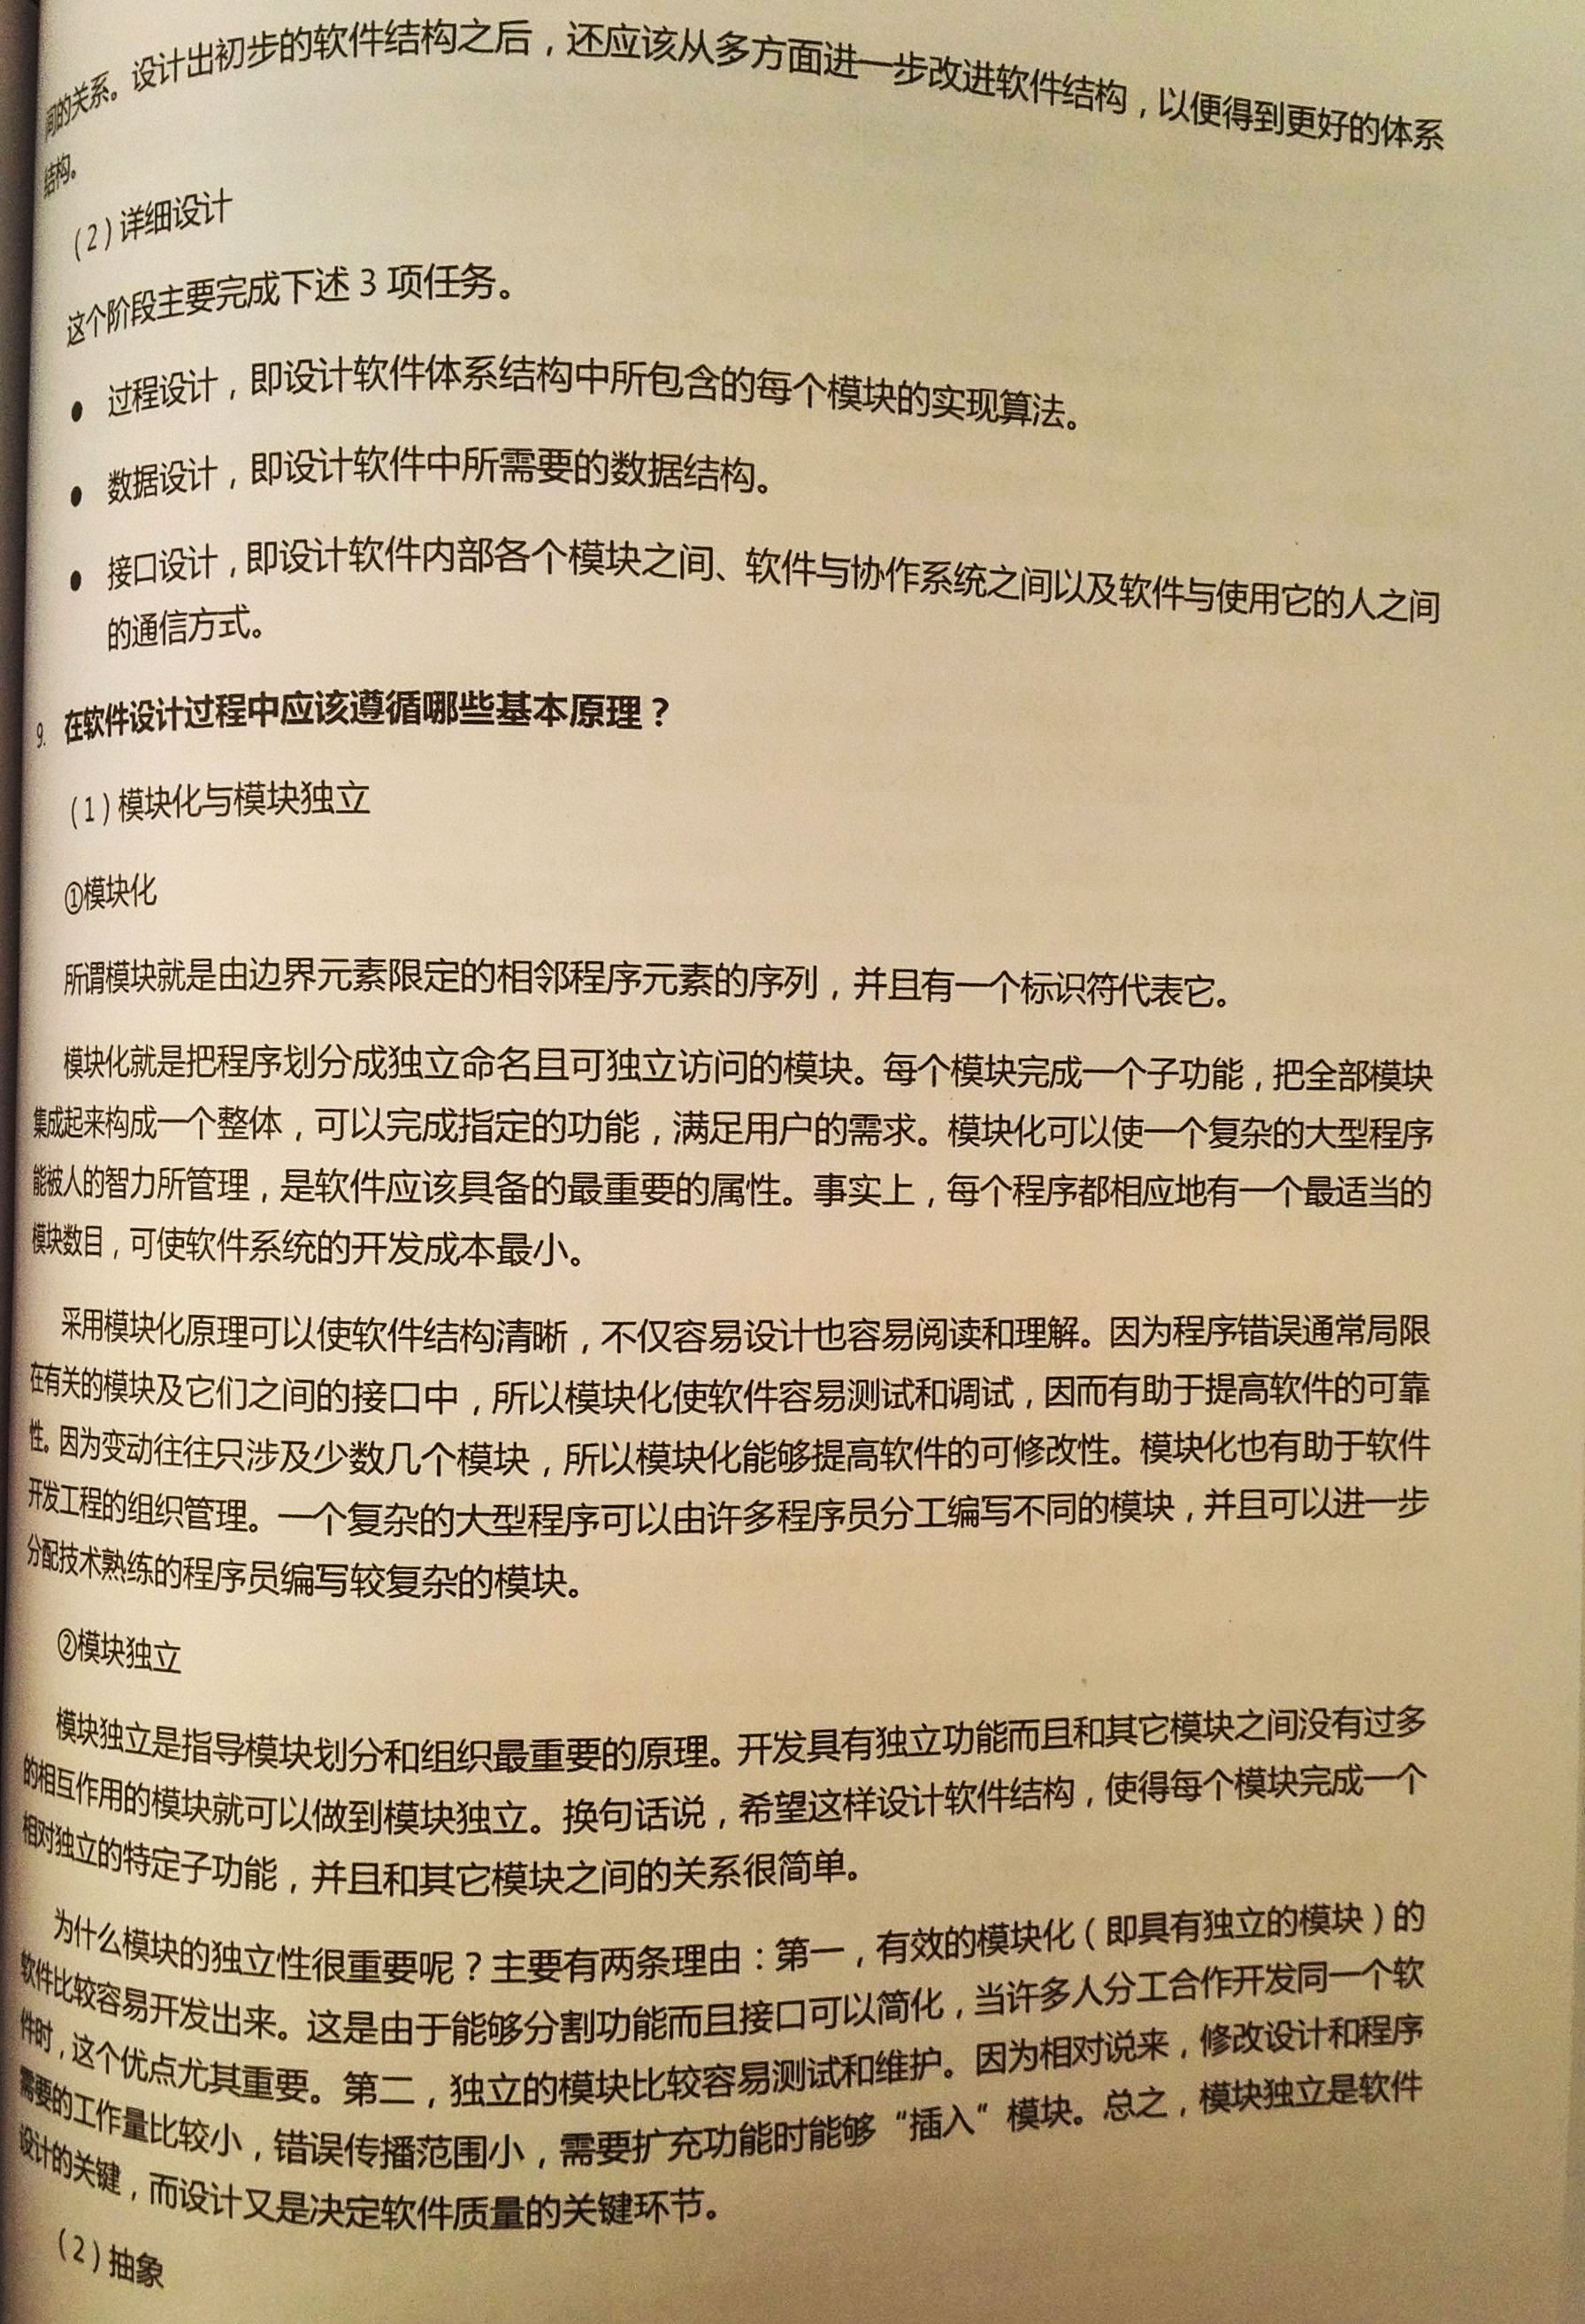 间的关系。设计出初步的软件结构之后，还应该从多方面进一步改进软件结构，以便得到更好的体系
结构。
（2）详细设计
这个阶段主要完成下述 3 项任务。
● 过程设计，即设计软件体系结构中所包含的每个模块的实现算法。
● 数据设计，即设计软件中所需要的数据结构。
● 接口设计，即设计软件内部各个模块之间、软件与协作系统之间以及软件与使用它的人之间
的通信方式。
9. 在软件设计过程中应该遵循哪些基本原理？
（1）模块化与模块独立
①模块化
所谓模块就是由边界元素限定的相邻程序元素的序列，并且有一个标识符代表它。
模块化就是把程序划分成独立命名且可独立访问的模块。每个模块完成一个子功能，把全部模块
集成起来构成一个整体，可以完成指定的功能，满足用户的需求。模块化可以使一个复杂的大型程序
能被人的智力所管理，是软件应该具备的最重要的属性。事实上，每个程序都相应地有一个最适当的
模块数目，可使软件系统的开发成本最小。
采用模块化原理可以使软件结构清晰，不仅容易设计也容易阅读和理解。因为程序错误通常局限
在有关的模块及它们之间的接口中，所以模块化使软件容易测试和调试，因而有助于提高软件的可靠
性。因为变动往往只涉及少数几个模块，所以模块化能够提高软件的可修改性。模块化也有助于软件
开发工程的组织管理。一个复杂的大型程序可以由许多程序员分工编写不同的模块，并且可以进一步
分配技术熟练的程序员编写较复杂的模块。
②模块独立
模块独立是指导模块划分和组织最重要的原理。开发具有独立功能而且和其它模块之间没有过多
的相互作用的模块就可以做到模块独立。换句话说，希望这样设计软件结构，使得每个模块完成一个
相对独立的特定子功能，并且和其它模块之间的关系很简单。
为什么模块的独立性很重要呢？主要有两条理由：第一，有效的模块化（即具有独立的模块）的
软件比较容易开发出来。这是由于能够分割功能而且接口可以简化，当许多人分工合作开发同一个软
件时，这个优点尤其重要。第二，独立的模块比较容易测试和维护。因为相对说来，修改设计和程序
需要的工作量比较小，错误传播范围小，需要扩充功能时能够“插入”模块。总之，模块独立是软件
设计的关键，而设计又是决定软件质量的关键环节。
（2）抽象